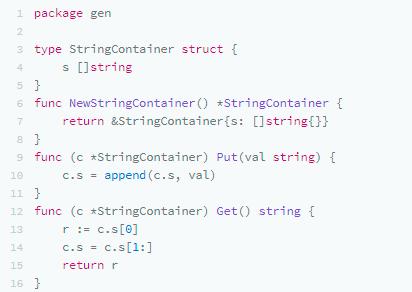 1 package gen
2
3 type StringContainer struct {
4     s []string
5 }
6 func NewStringContainer() *StringContainer {
7     return &StringContainer{s: []string{}}
8 }
9 func (c *StringContainer) Put(val string) {
10     c.s = append(c.s, val)
11 }
12 func (c *StringContainer) Get() string {
13     r := c.s[0]
14     c.s = c.s[1:]
15     return r
16 }